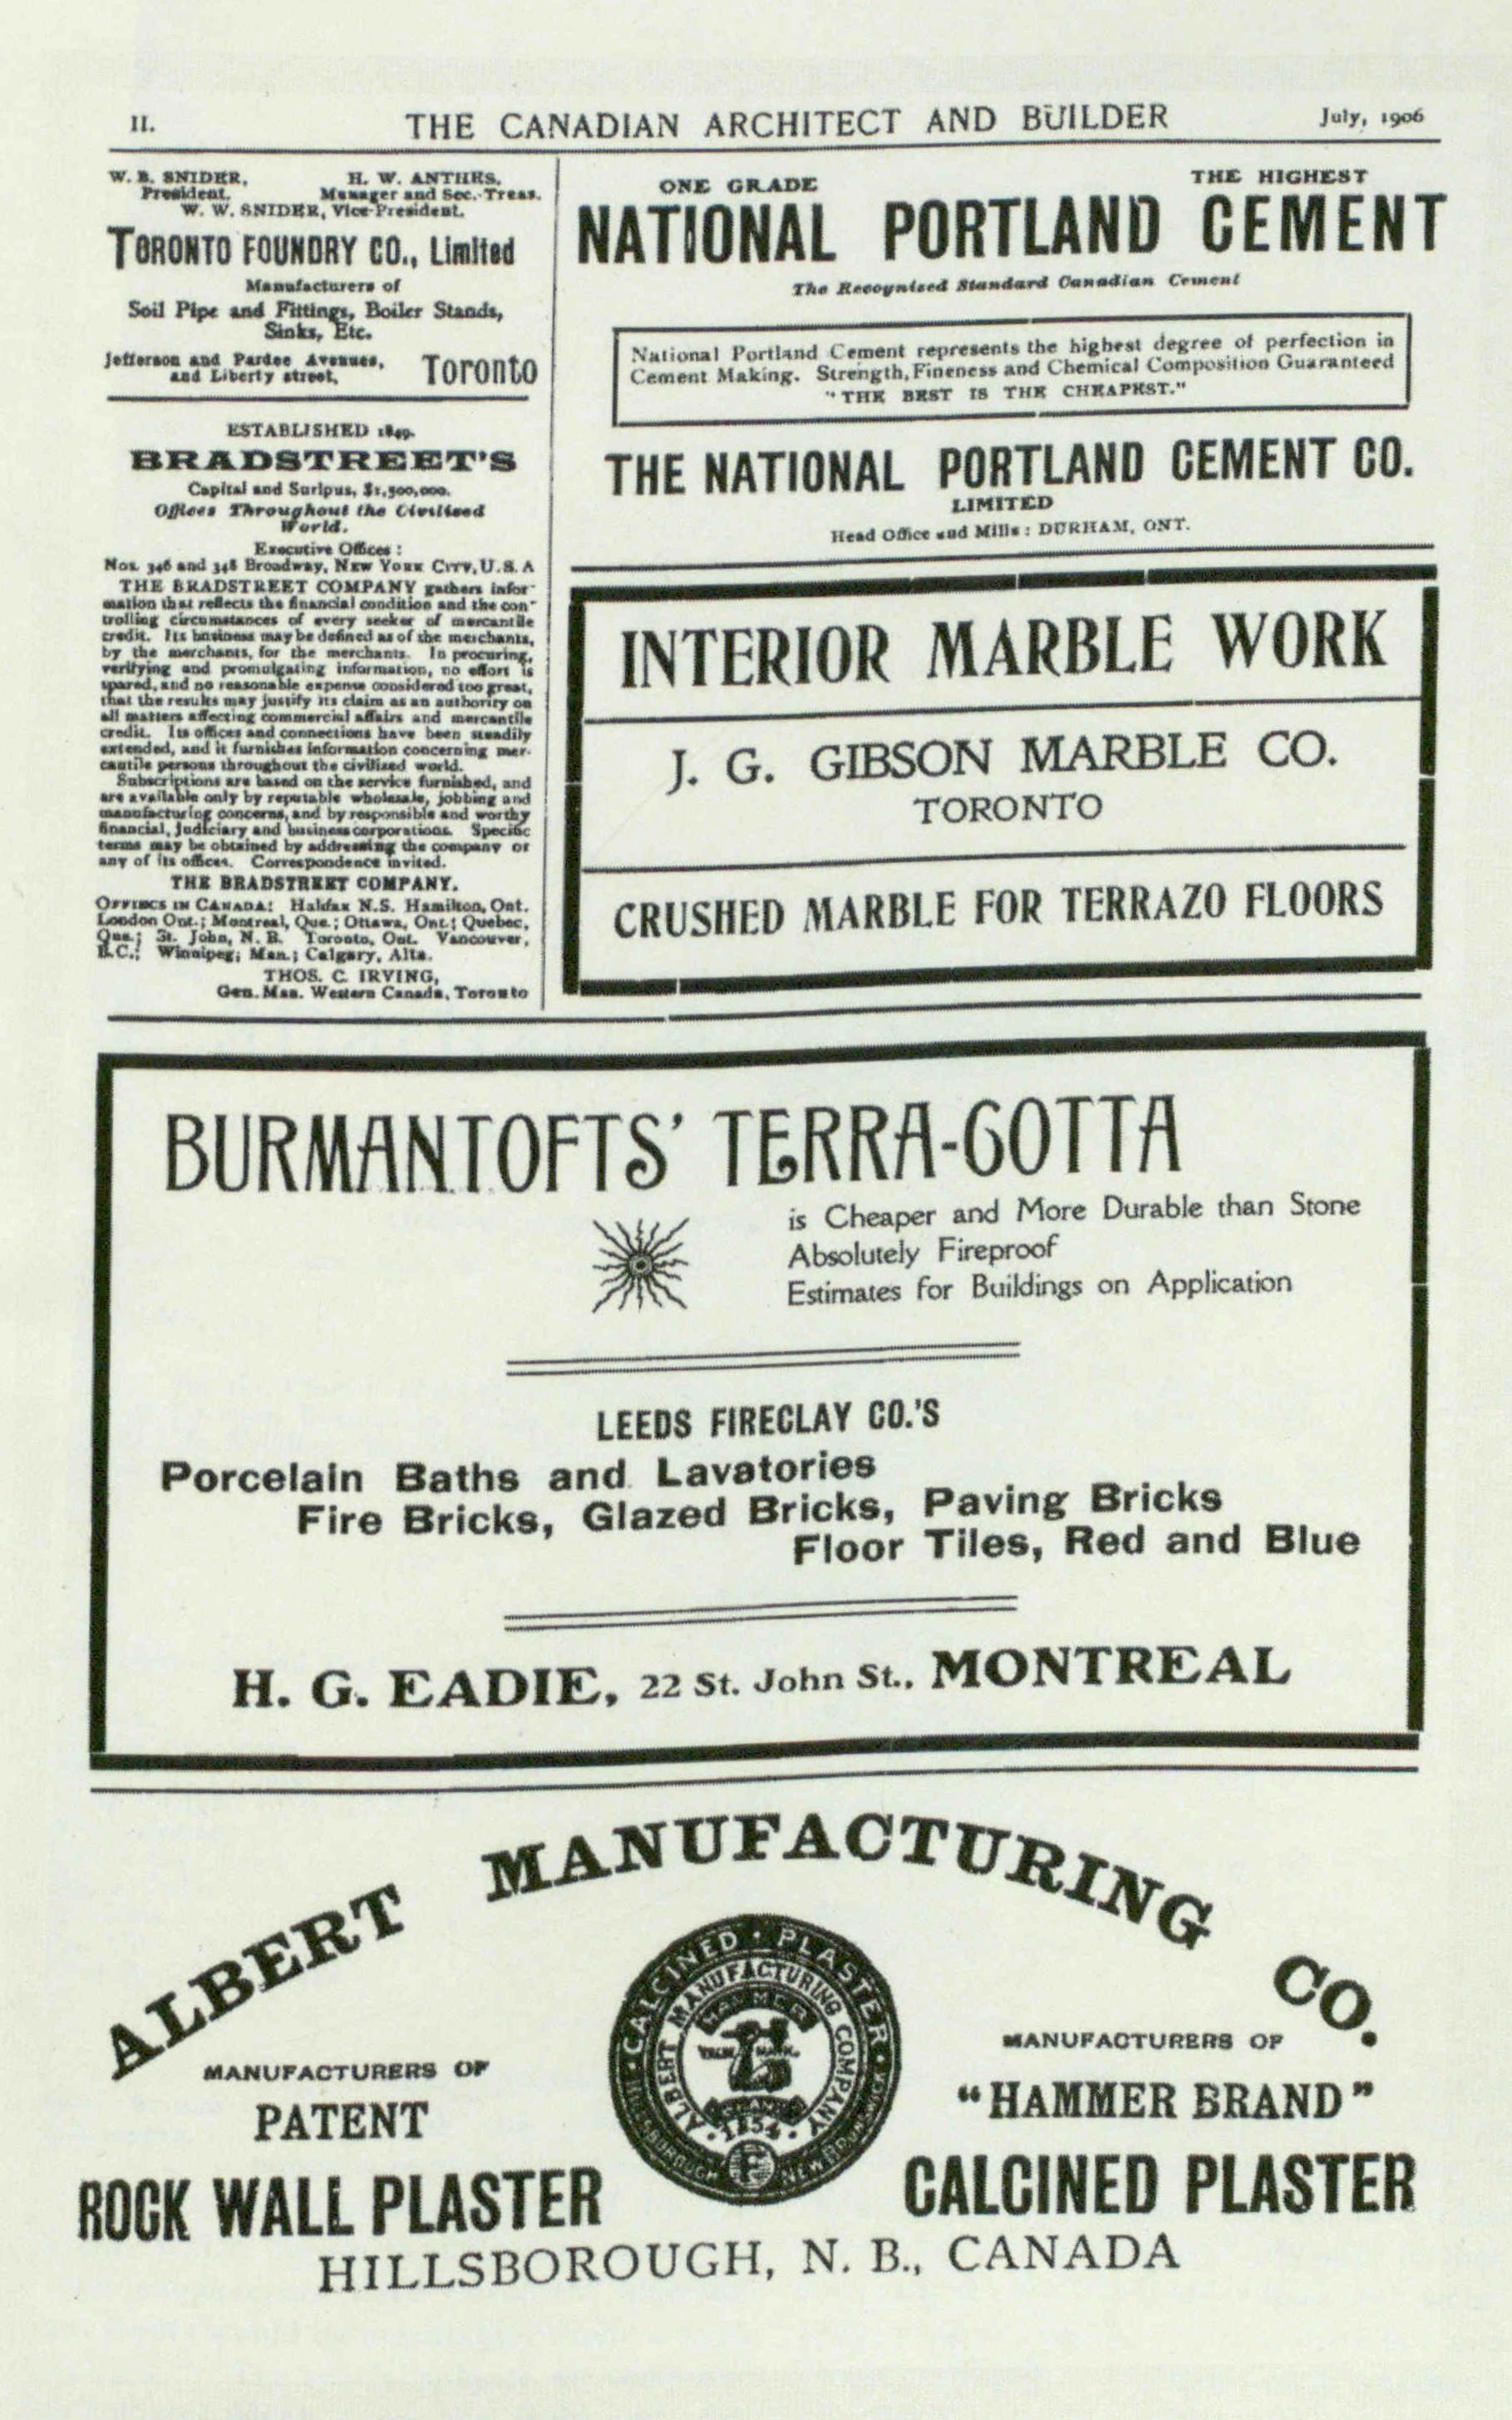 II.
THE CANADIAN ARCHITECT AND BUILDER
July, 1906
W. B. SNIDER, H. W. ANTHES,
President. Manager and Sec.-Treas.
W. W. SNIDER, Vice-President.
TORONTO FOUNDRY CO., Limited
Manufacturers of
Soil Pipe and Fittings, Boiler Stands,
Sinks, Etc.
Jefferson and Pardee Avenues,
and Liberty street,
Toronto
ESTABLISHED 1849.
BRADSTREET'S
Capital and Surlpus, $1,500,000.
Offices Throughout the Civilised
World.
Executive Offices :
Nos. 346 and 348 Broadway, NEW YORK CITY, U.S. A
THE BRADSTREET COMPANY gathers infor-
mation that reflects the financial condition and the con-
trolling circumstances of every seeker of mercantile
credit. Its business may be defined as of the merchants,
by the merchants, for the merchants. In procuring,
verifying and promulgating information, no effort is
spared, and no reasonable expense considered too great,
that the results may justify its claim as an authority on
all matters affecting commercial affairs and mercantile
credit. Its offices and connections have been steadily
extended, and it furnishes information concerning mer-
cantile persons throughout the civilized world.
Subscriptions are based on the service furnished, and
are available only by reputable wholesale, jobbing and
manufacturing concerns, and by responsible and worthy
financial, judiciary and business corporations. Specific
terms may be obtained by addressing the company or
any of its offices. Correspondence invited.
THE BRADSTREET COMPANY.
OFFICES IN CANADA: Halifax N.S. Hamilton, Ont.
London Ont.; Montreal, Que.; Ottawa, Ont.; Quebec,
Que.; St. John, N. B. Toronto, Ont. Vancouver,
B.C.; Winnipeg; Man.; Calgary, Alta.
THOS. C. IRVING,
Gen. Man. Western Canada, Toronto
ONE GRADE
THE HIGHEST
NATIONAL PORTLAND CEMENT
The Recognized Standard Canadian Cement
National Portland Cement represents the highest degree of perfection in
Cement Making. Strength, Fineness and Chemical Composition Guaranteed
"THE BEST IS THE CHEAPEST."
THE NATIONAL PORTLAND CEMENT CO.
LIMITED
Head Office and Mills : DURHAM, ONT.
INTERIOR MARBLE WORK
J. G. GIBSON MARBLE CO.
TORONTO
CRUSHED MARBLE FOR TERRAZO FLOORS
BURMANTOFTS' TERRA-COTTA
is Cheaper and More Durable than Stone
Absolutely Fireproof
Estimates for Buildings on Application
LEEDS FIRECLAY CO.'S
Porcelain Baths and Lavatories
Fire Bricks, Glazed Bricks, Paving Bricks
Floor Tiles, Red and Blue
H. G. EADIE, 22 St. John St., MONTREAL
ALBERT MANUFACTURING CO.
MANUFACTURERS OF
PATENT
ROCK WALL PLASTER
CALCINED · PLASTER
ALBERT MANUFACTURING COMPANY
HAMMER
TRADE MARK
1854
HILLSBOROUGH
MANUFACTURERS OF
"HAMMER BRAND"
CALCINED PLASTER
HILLSBOROUGH, N. B., CANADA